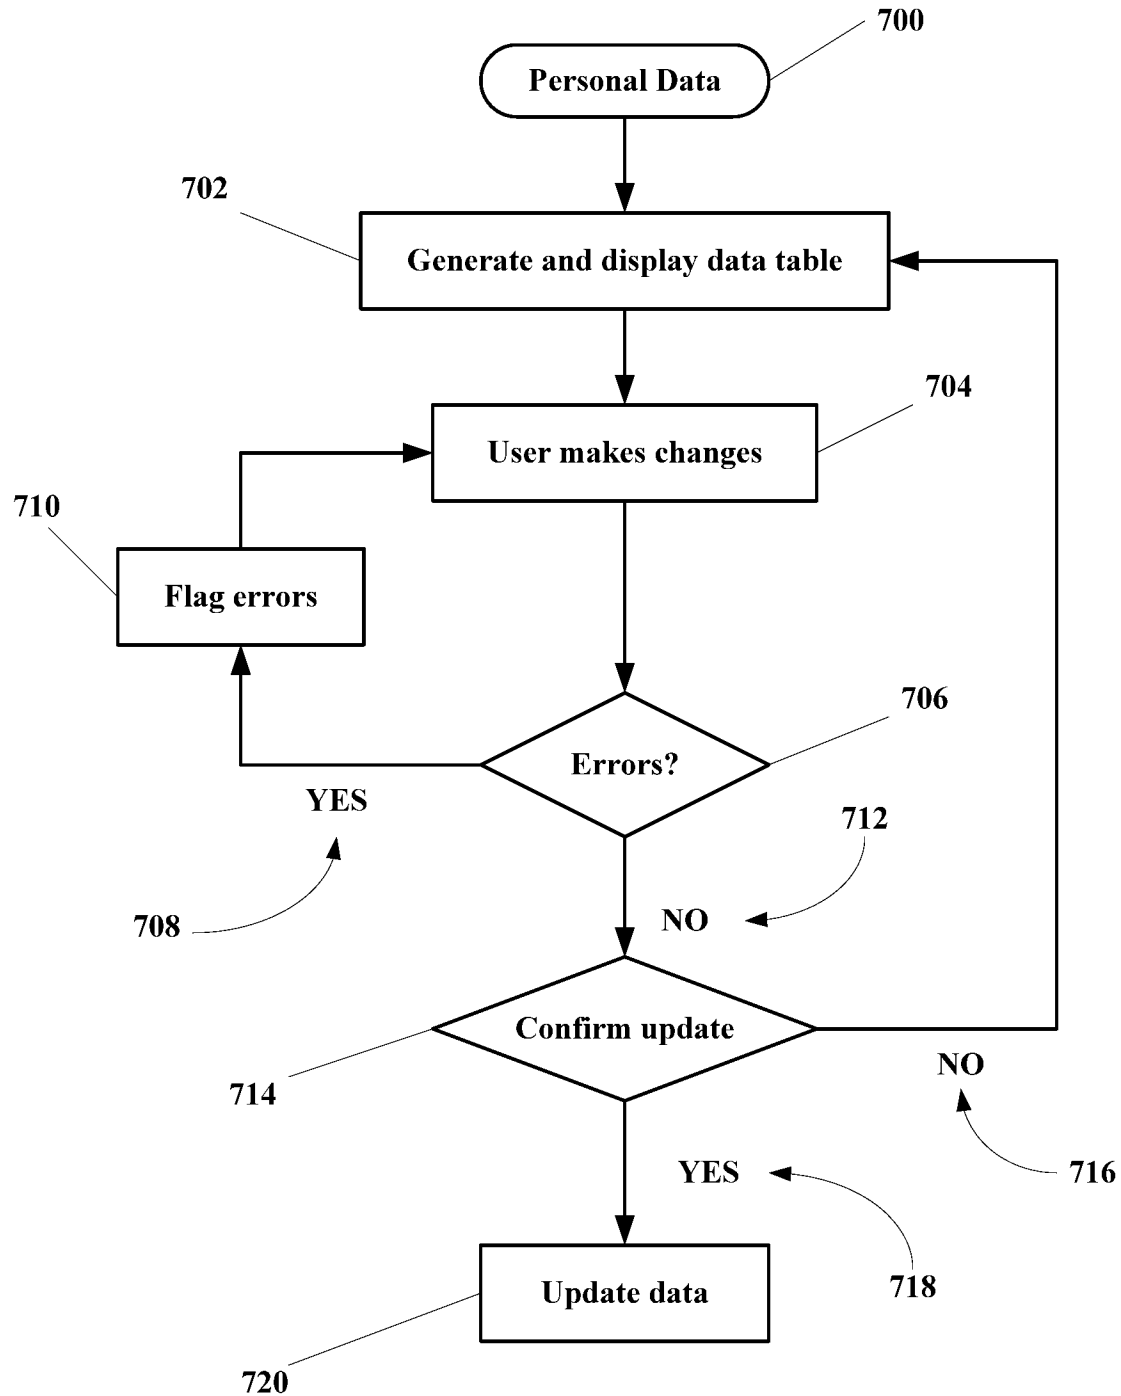 700
Personal Data
702
Generate and display data table
704
User makes changes
710
Flag errors
706
Errors?
YES
712
708
NO
Confirm update
NO
714
YES
716
718
Update data
720